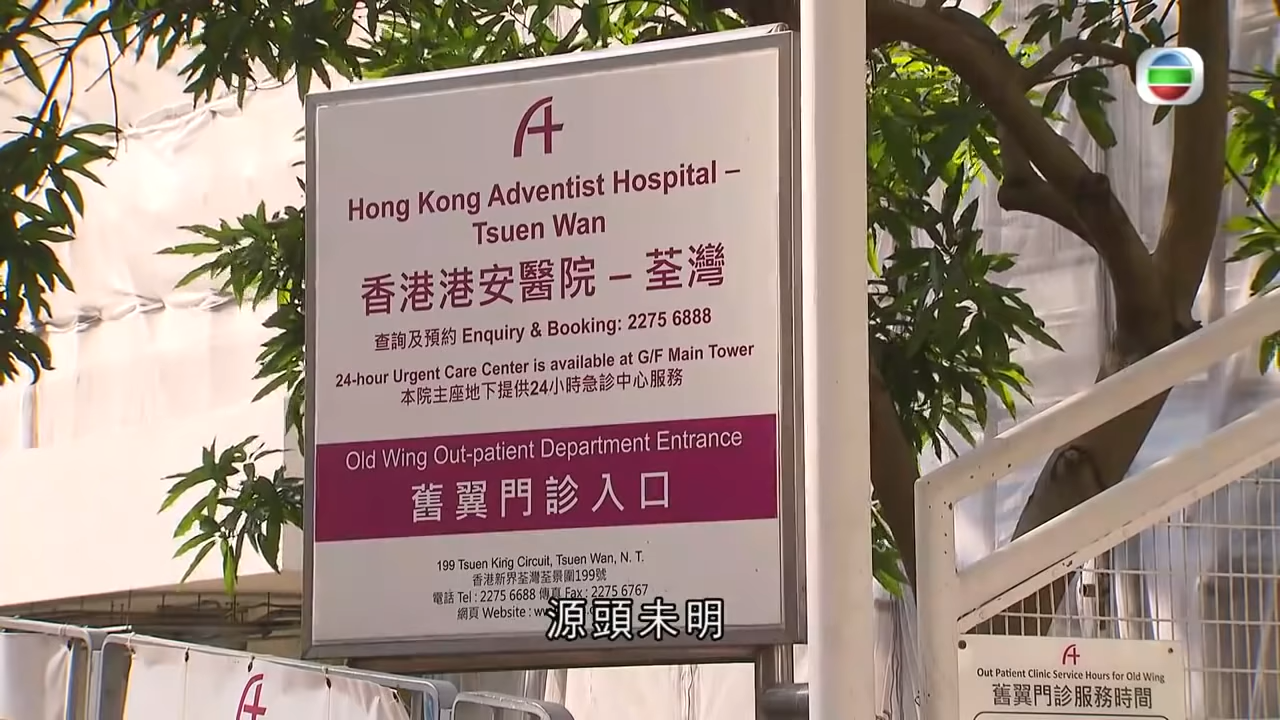 Hong Kong Adventist Hospital –
Tsuen Wan
香港港安醫院 – 荃灣
查詢及預約 Enquiry & Booking: 2275 6888
24-hour Urgent Care Center is available at G/F Main Tower
本院主座地下提供24小時急診中心服務
Old Wing Out-patient Department Entrance
舊翼門診入口
199 Tsuen King Circuit, Tsuen Wan, N. T.
香港新界荃灣荃景圍199號
電話 Tel : 2275 6688 傳真 Fax : 2275 6767
網頁 Website :
源頭未明
Out Patient Clinic Service Hours for Old Wing
舊翼門診服務時間